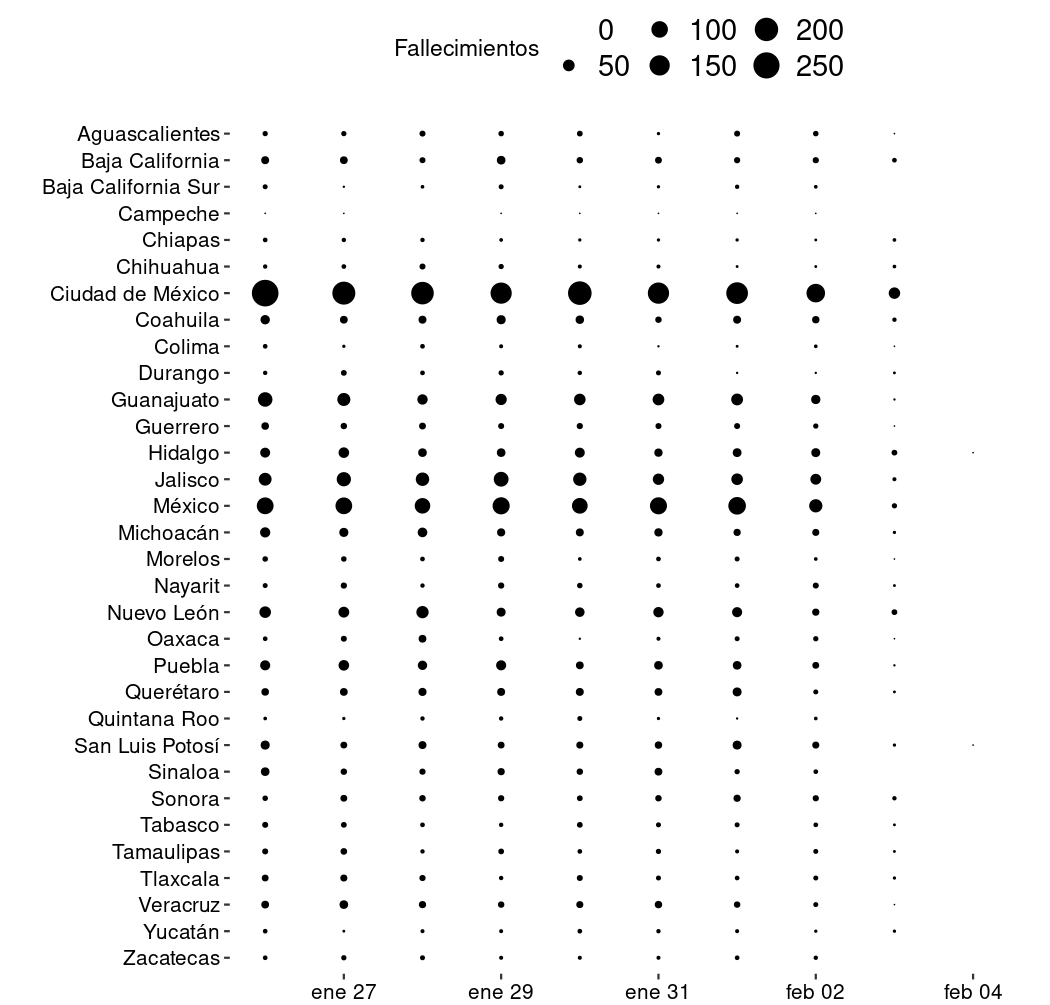 Fallecimientos
0 100 200
50 150 250
Aguascalientes
Baja California
Baja California Sur
Campeche
Chiapas
Chihuahua
Ciudad de México
Coahuila
Colima
Durango
Guanajuato
Guerrero
Hidalgo
Jalisco
México
Michoacán
Morelos
Nayarit
Nuevo León
Oaxaca
Puebla
Querétaro
Quintana Roo
San Luis Potosí
Sinaloa
Sonora
Tabasco
Tamaulipas
Tlaxcala
Veracruz
Yucatán
Zacatecas
ene 27 ene 29 ene 31 feb 02 feb 04